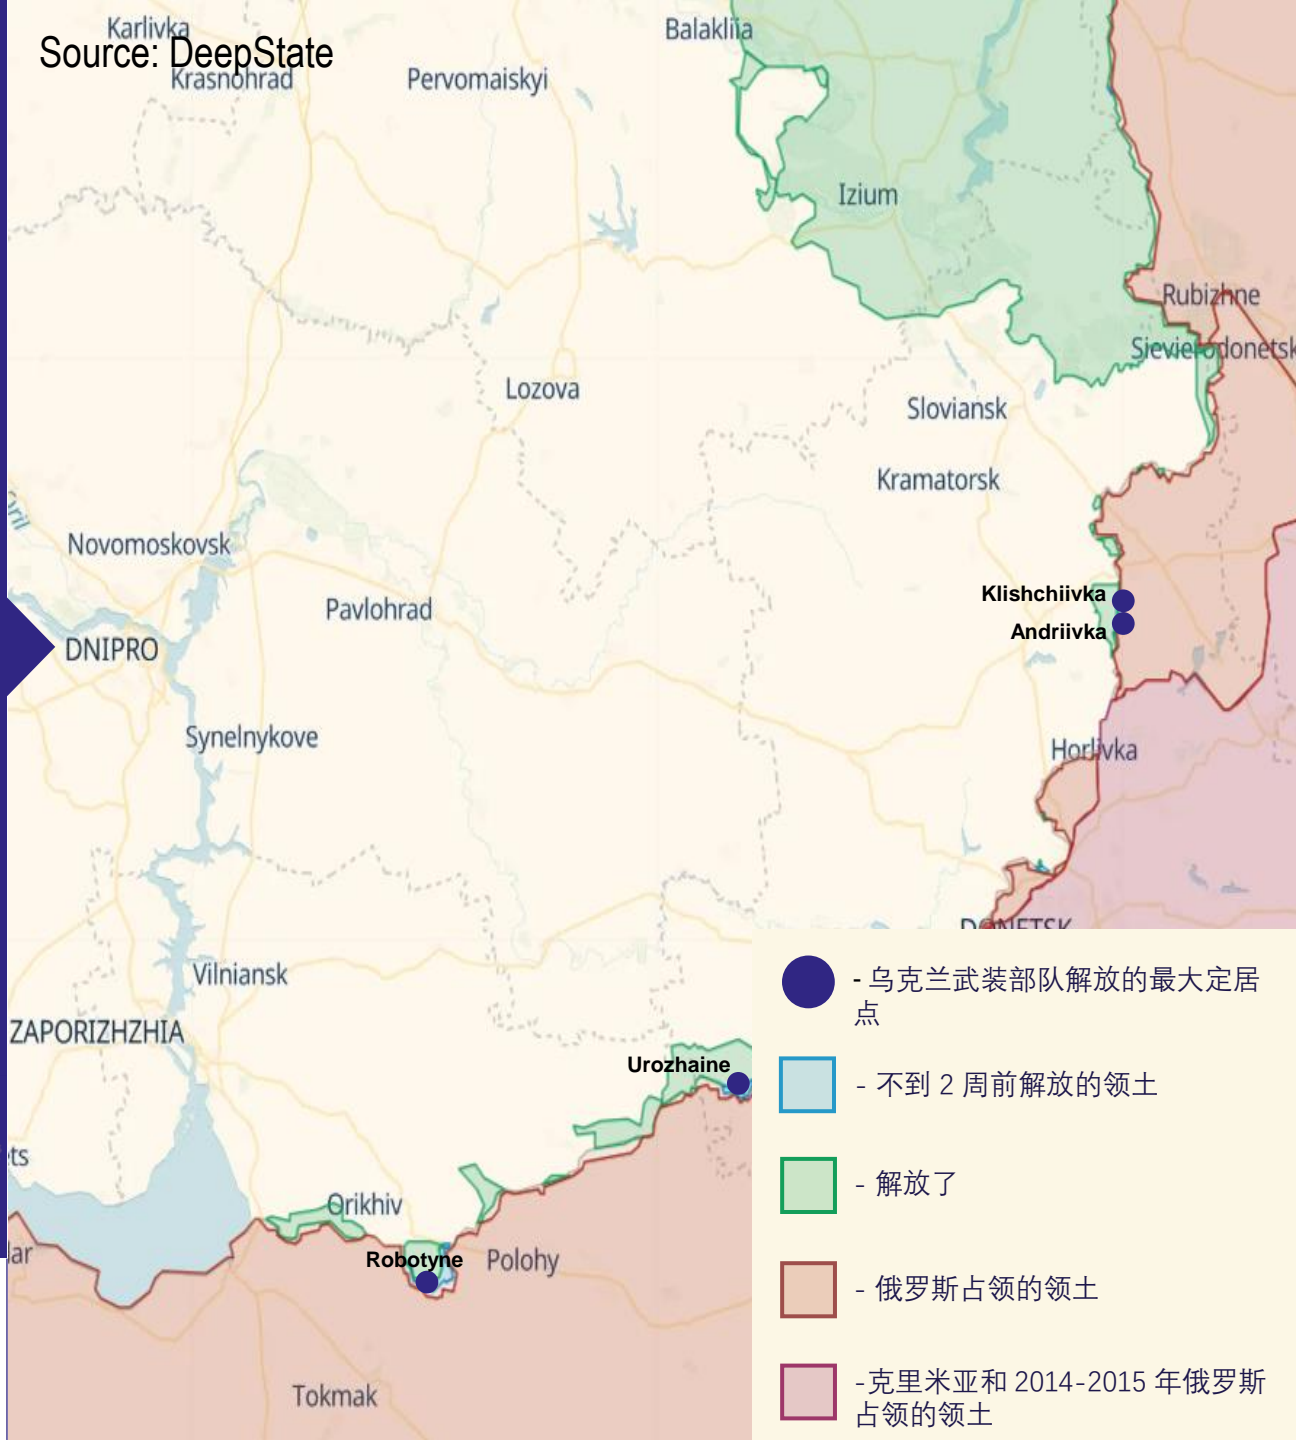 Karlivka
Source: DeepState
Krasnohrad
Pervomaiskyi
Balakliia
Izium
Rubizhne
Sievierodonetsk
Lozova
Sloviansk
Kramatorsk
Novomoskovsk
Pavlohrad
Klishchiivka
Andriivka
DNIPRO
Synelnykove
Horlivka
DONETSK
Vilniansk
ZAPORIZHZHIA
Urozhaine
ts
Orikhiv
lar
Robotyne
Polohy
Tokmak
- 乌克兰武装部队解放的最大定居
点
- 不到 2 周前解放的领土
- 解放了
- 俄罗斯占领的领土
-克里米亚和 2014-2015 年俄罗斯
占领的领土